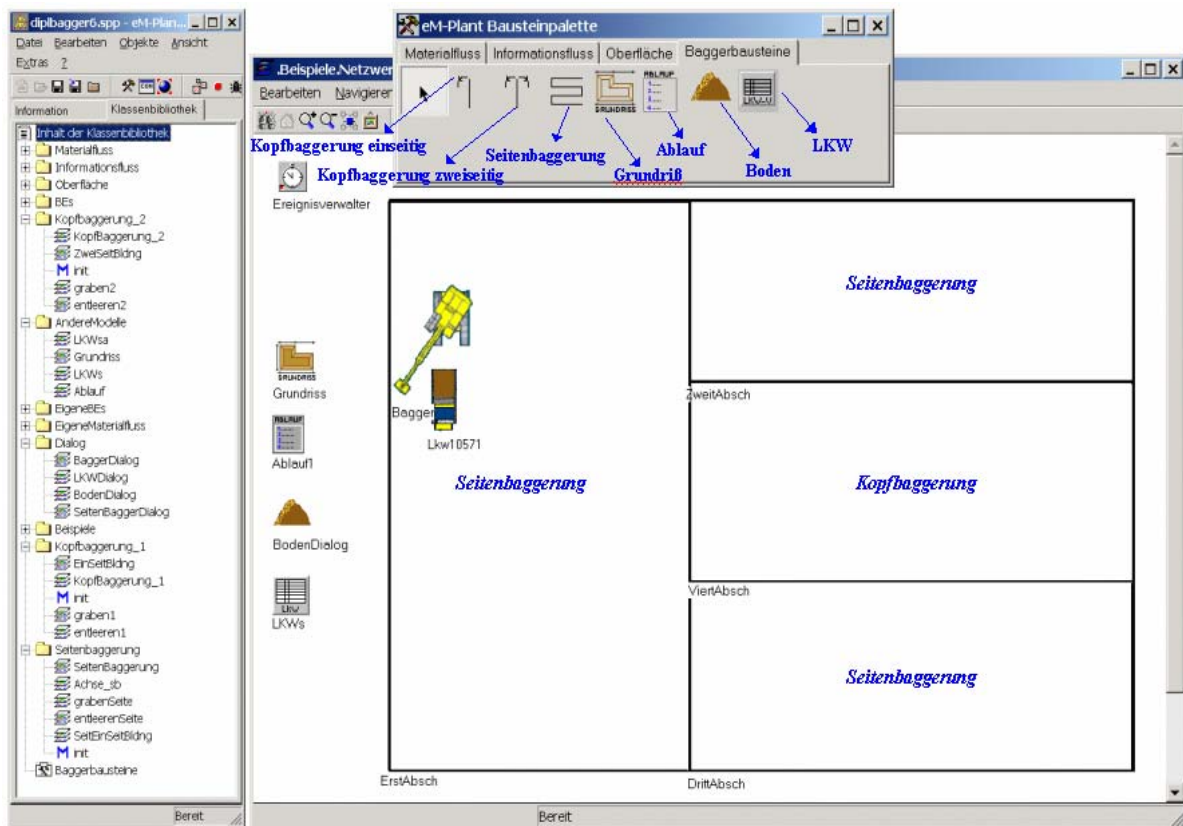 diplbagger6.spp - eM-Plan...
Datei Bearbeiten Objekte Ansicht
Extras ?
Information
Klassenbibliothek
Inhalt der Klassenbibliothek
Materialfluss
Informationsfluss
Oberfläche
BEs
Kopfbaggerung_2
KopfBaggerung_2
ZweiSeitBldng
M init
graben2
entleeren2
AndereModelle
LKWsa
Grundriss
LKWs
Ablauf
EigeneBEs
EigeneMaterialfluss
Dialog
BaggerDialog
LKWDialog
BodenDialog
SeitenBaggerDialog
Beispiele
Kopfbaggerung_1
EinSeitBldng
KopfBaggerung_1
M init
graben1
entleeren1
Seitenbaggerung
SeitenBaggerung
Achse_sb
grabenSeite
entleerenSeite
SeitEinSeitBldng
M init
Baggerbausteine
Bereit
.Beispiele.Netzwer
Bearbeiten Navigieren
eM-Plant Bausteinpalette
Materialfluss
Informationsfluss
Oberfläche
Baggerbausteine
GRUNDRISS
ABLAUF
LKW-V
Kopfbaggerung einseitig
Kopfbaggerung zweiseitig
Seitenbaggerung
Grundriß
Ablauf
Boden
LKW
Ereignisverwalter
GRUNDRISS
Grundriss
ABLAUF
Ablauf1
BodenDialog
LKW
LKWs
Bagger
Lkw10571
Seitenbaggerung
ErstAbsch
Seitenbaggerung
ZweitAbsch
Kopfbaggerung
ViertAbsch
Seitenbaggerung
DrittAbsch
Bereit